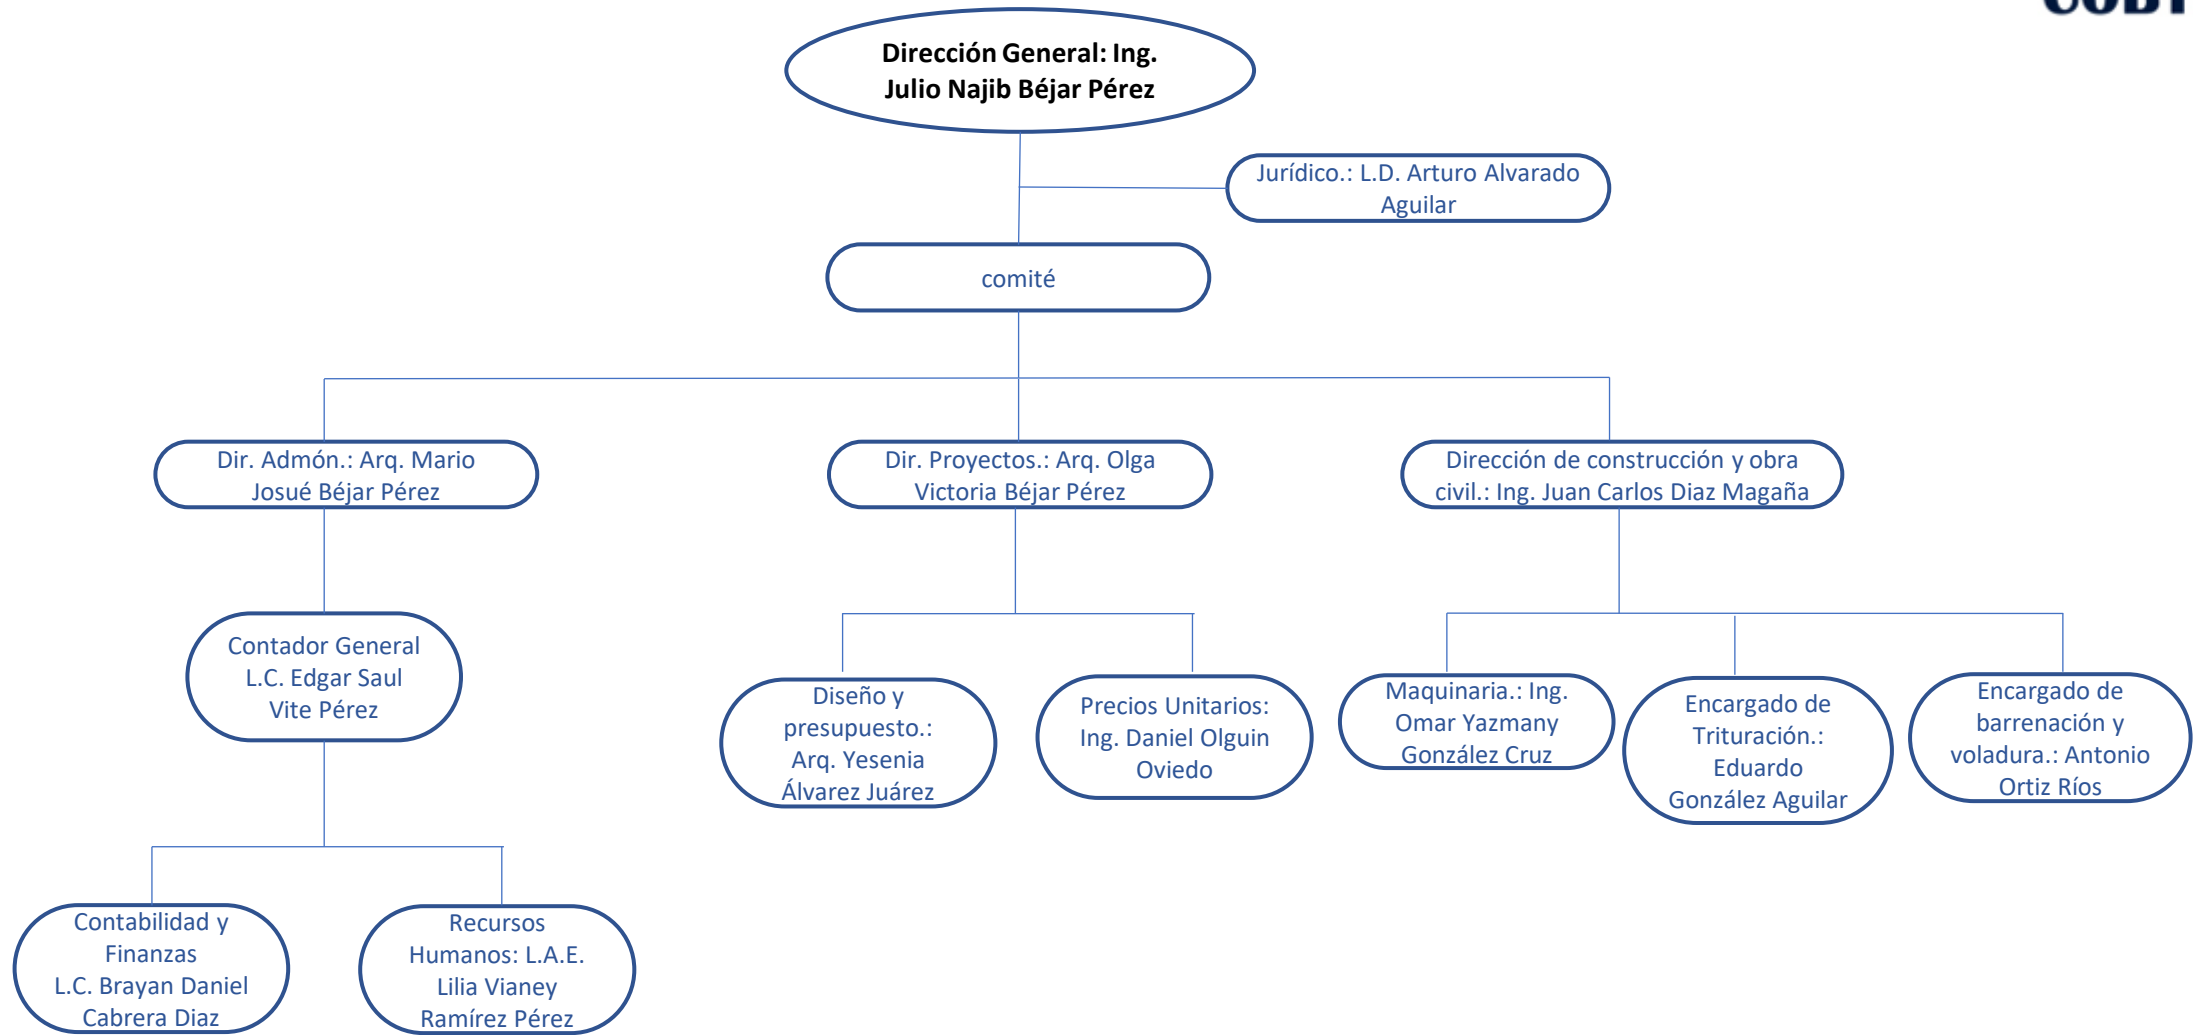 Dirección General: Ing.
Julio Najib Béjar Pérez
Jurídico.: L.D. Arturo Alvarado
Aguilar
comité
Dir. Admón.: Arq. Mario
Josué Béjar Pérez
Dir. Proyectos.: Arq. Olga
Victoria Béjar Pérez
Dirección de construcción y obra
civil.: Ing. Juan Carlos Diaz Magaña
Contador General
L.C. Edgar Saul
Vite Pérez
Diseño y
presupuesto.:
Arq. Yesenia
Álvarez Juárez
Precios Unitarios:
Ing. Daniel Olguin
Oviedo
Maquinaria.: Ing.
Omar Yazmany
González Cruz
Encargado de
Trituración.:
Eduardo
González Aguilar
Encargado de
barrenación y
voladura.: Antonio
Ortiz Ríos
Contabilidad y
Finanzas
L.C. Brayan Daniel
Cabrera Diaz
Recursos
Humanos: L.A.E.
Lilia Vianey
Ramírez Pérez